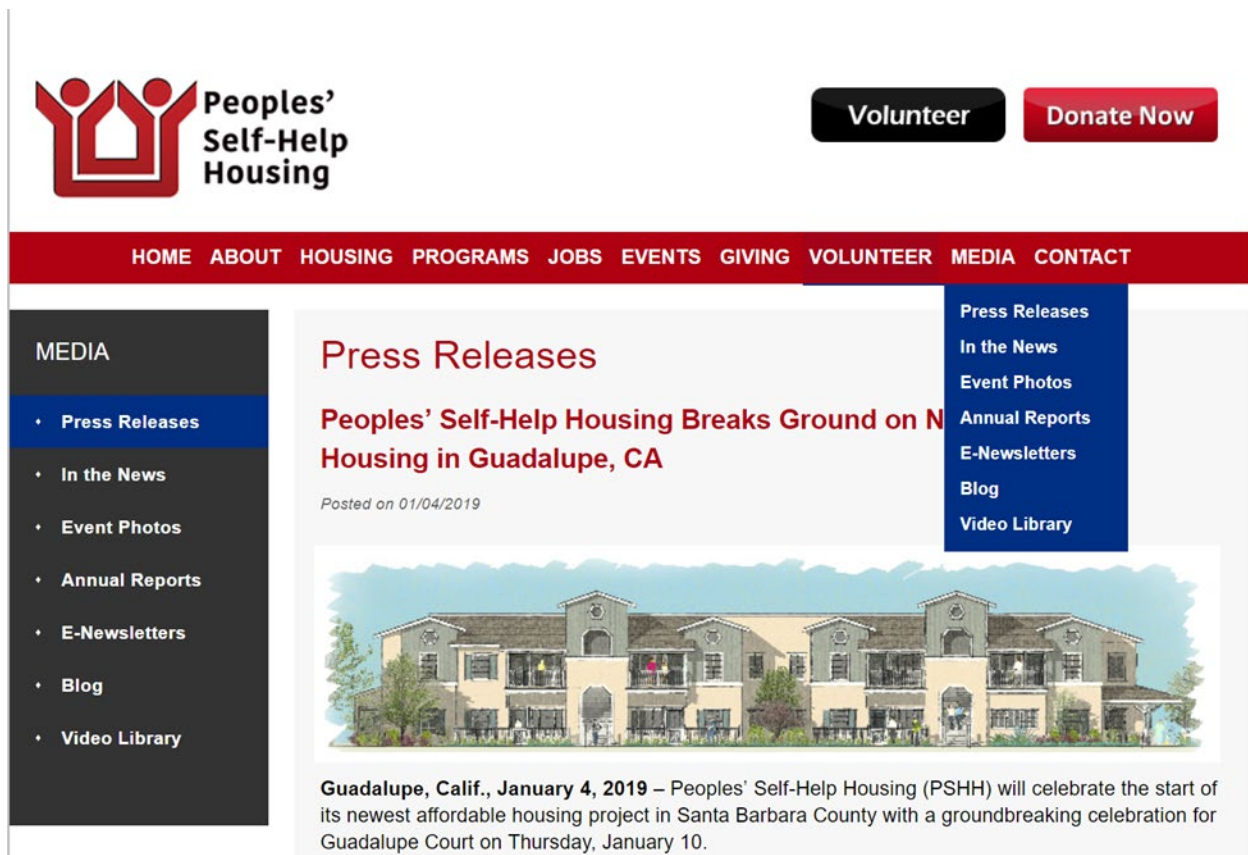 Peoples'
Self-Help
Housing
Volunteer
Donate Now
HOME ABOUT HOUSING PROGRAMS JOBS EVENTS GIVING VOLUNTEER MEDIA CONTACT
Press Releases
In the News
Event Photos
Annual Reports
E-Newsletters
Blog
Video Library
MEDIA
Press Releases
In the News
Event Photos
Annual Reports
E-Newsletters
Blog
Video Library
Press Releases
Peoples' Self-Help Housing Breaks Ground on N
Housing in Guadalupe, CA
Posted on 01/04/2019
Guadalupe, Calif., January 4, 2019 – Peoples' Self-Help Housing (PSHH) will celebrate the start of
its newest affordable housing project in Santa Barbara County with a groundbreaking celebration for
Guadalupe Court on Thursday, January 10.